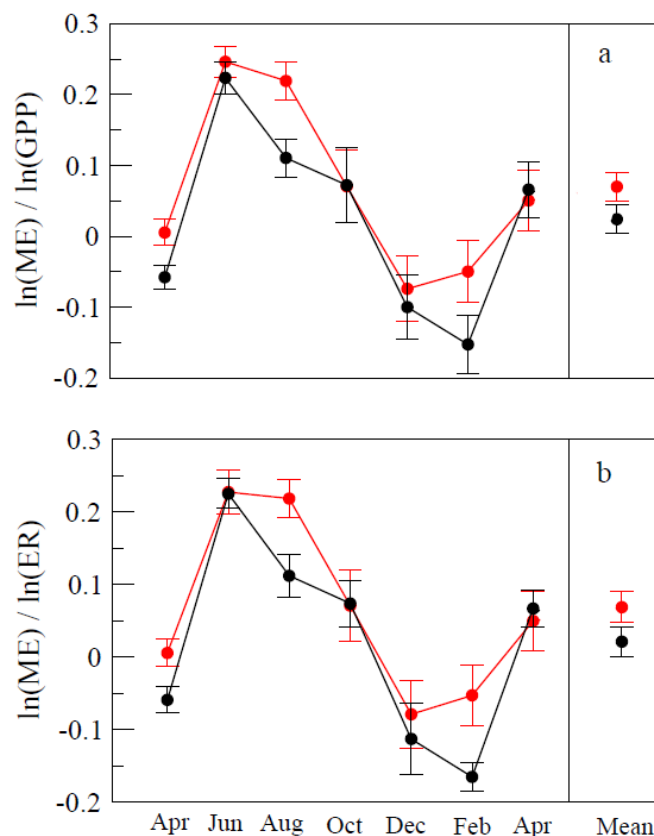 0.3
a
0.2
0.1
0
-0.1
-0.2
ln(ME) / ln(GPP)
0.3
b
0.2
0.1
0
-0.1
-0.2
ln(ME) / ln(ER)
Apr Jun Aug Oct Dec Feb Apr Mean